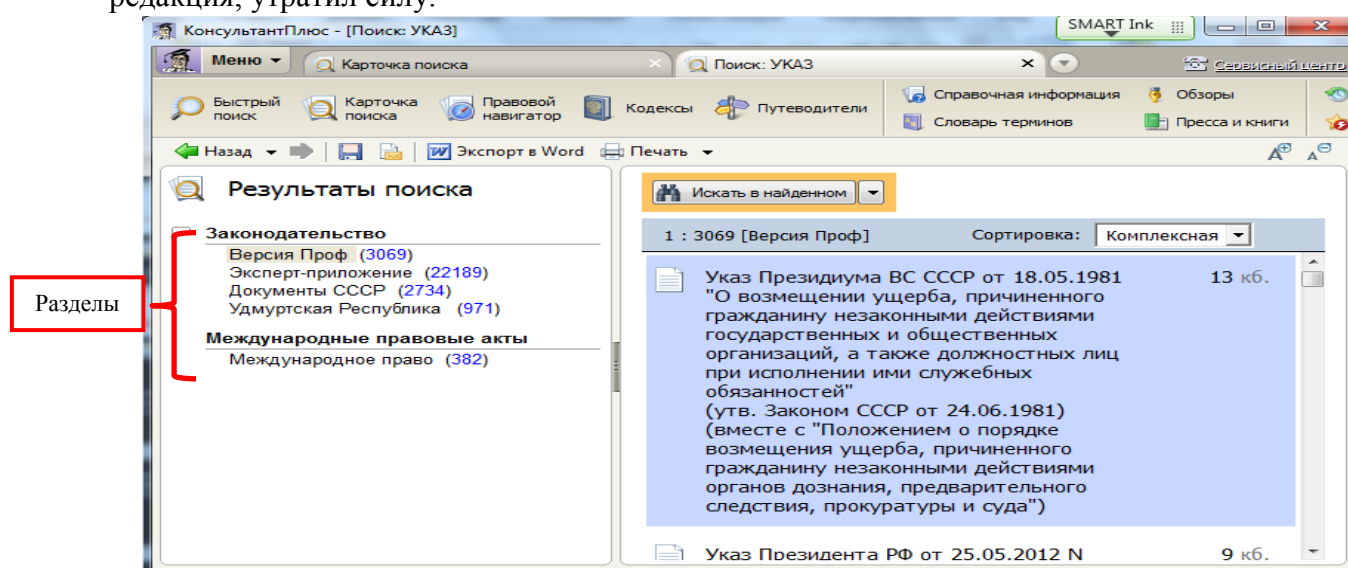 редакция, утратил силу.
КонсультантПлюс - [Поиск: УКАЗ]
SMART Ink
Меню
Карточка поиска
Поиск: УКАЗ
Сервисный центр
Быстрый поиск
Карточка поиска
Правовой навигатор
Кодексы
Путеводители
Справочная информация
Обзоры
Словарь терминов
Пресса и книги
Назад
Экспорт в Word
Печать
Результаты поиска
Искать в найденном
Разделы
Законодательство
Версия Проф (3069)
Эксперт-приложение (22189)
Документы СССР (2734)
Удмуртская Республика (971)
Международные правовые акты
Международное право (382)
1 : 3069 [Версия Проф]
Сортировка: Комплексная
Указ Президиума ВС СССР от 18.05.1981 13 кб.
"О возмещении ущерба, причиненного
гражданину незаконными действиями
государственных и общественных
организаций, а также должностных лиц
при исполнении ими служебных
обязанностей"
(утв. Законом СССР от 24.06.1981)
(вместе с "Положением о порядке
возмещения ущерба, причиненного
гражданину незаконными действиями
органов дознания, предварительного
следствия, прокуратуры и суда")
Указ Президента РФ от 25.05.2012 N 9 кб.